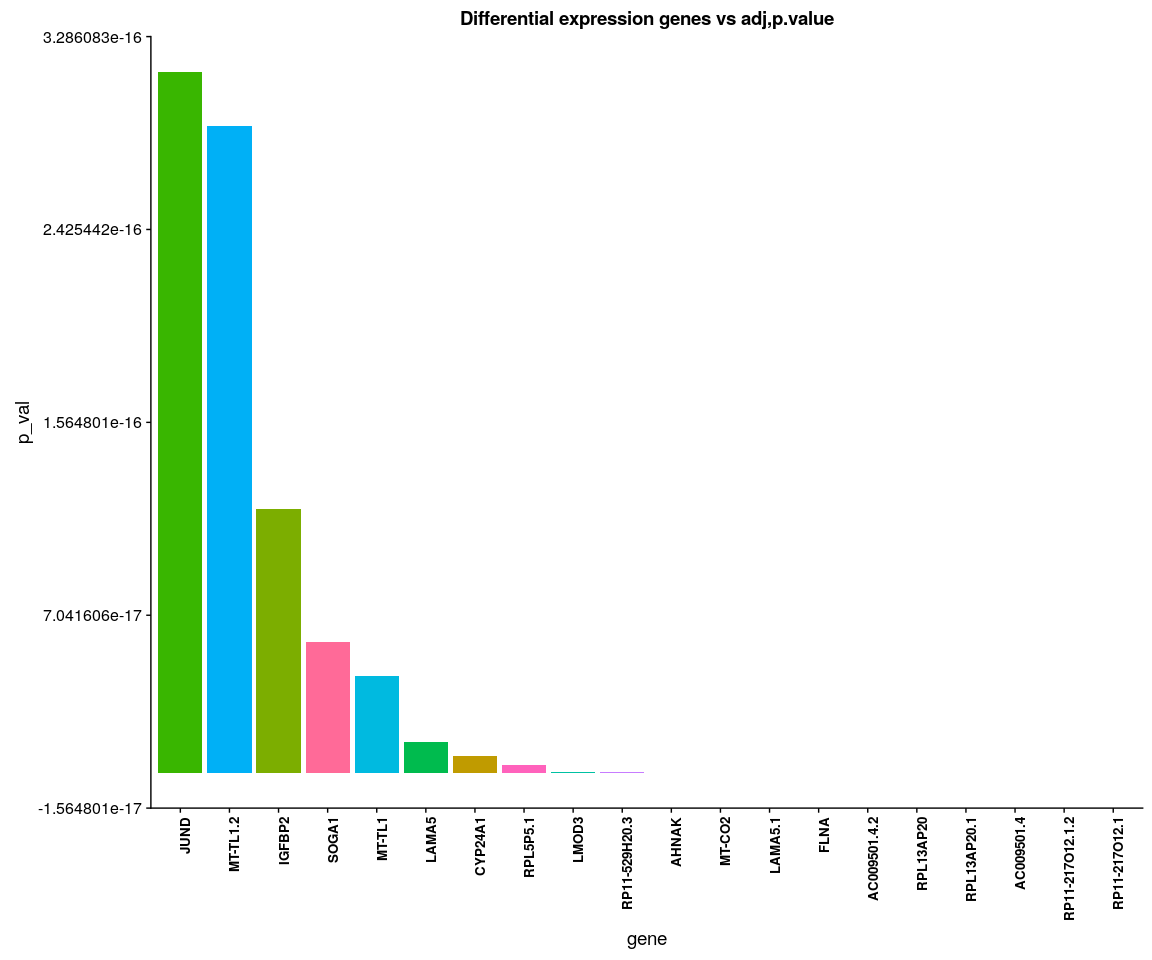 Differential expression genes vs adj,p.value
3.286083e-16
2.425442e-16
1.564801e-16
7.041606e-17
-1.564801e-17
p_val
JUND
MT-TL1.2
IGFBP2
SOGA1
MT-TL1
LAMA5
CYP24A1
RPL5P5.1
LMOD3
RP11-529H20.3
AHNAK
MT-CO2
LAMA5.1
FLNA
AC009501.4.2
RPL13AP20
RPL13AP20.1
AC009501.4
RP11-217O12.1.2
RP11-217O12.1
gene